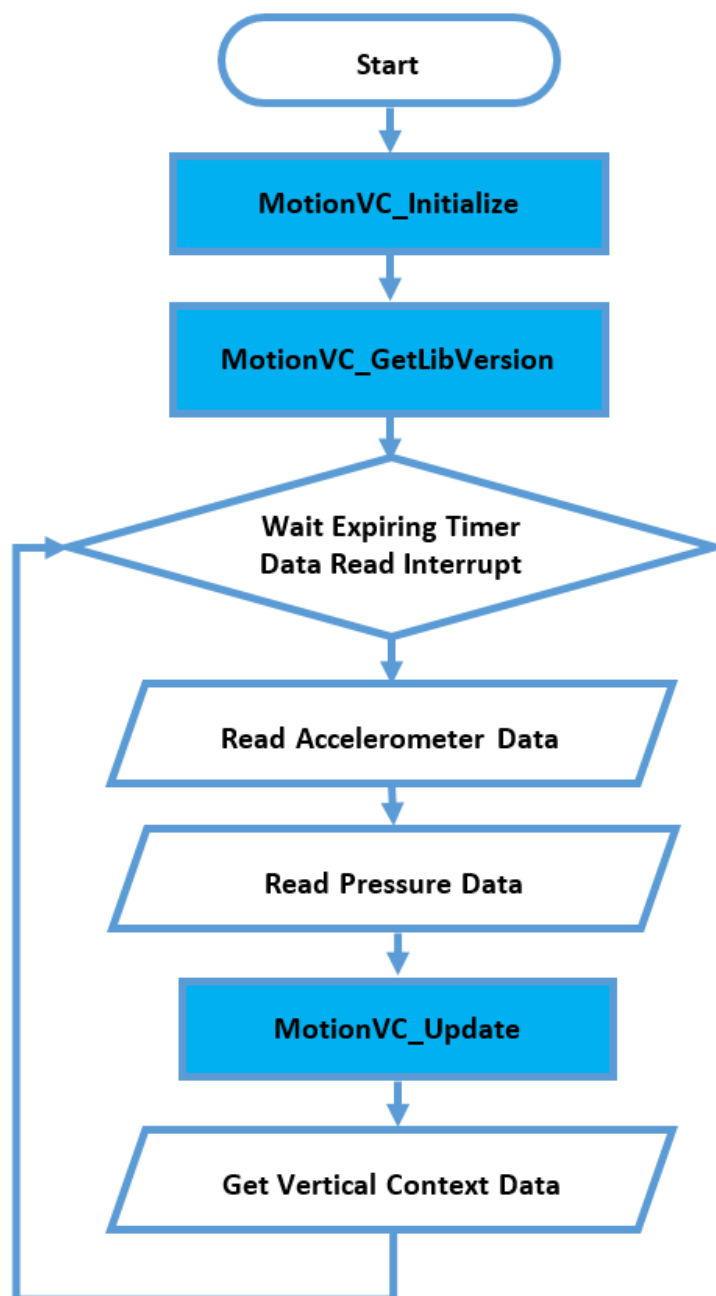 Start
MotionVC_Initialize
MotionVC_GetLibVersion
Wait Expiring Timer
Data Read Interrupt
Read Accelerometer Data
Read Pressure Data
MotionVC_Update
Get Vertical Context Data